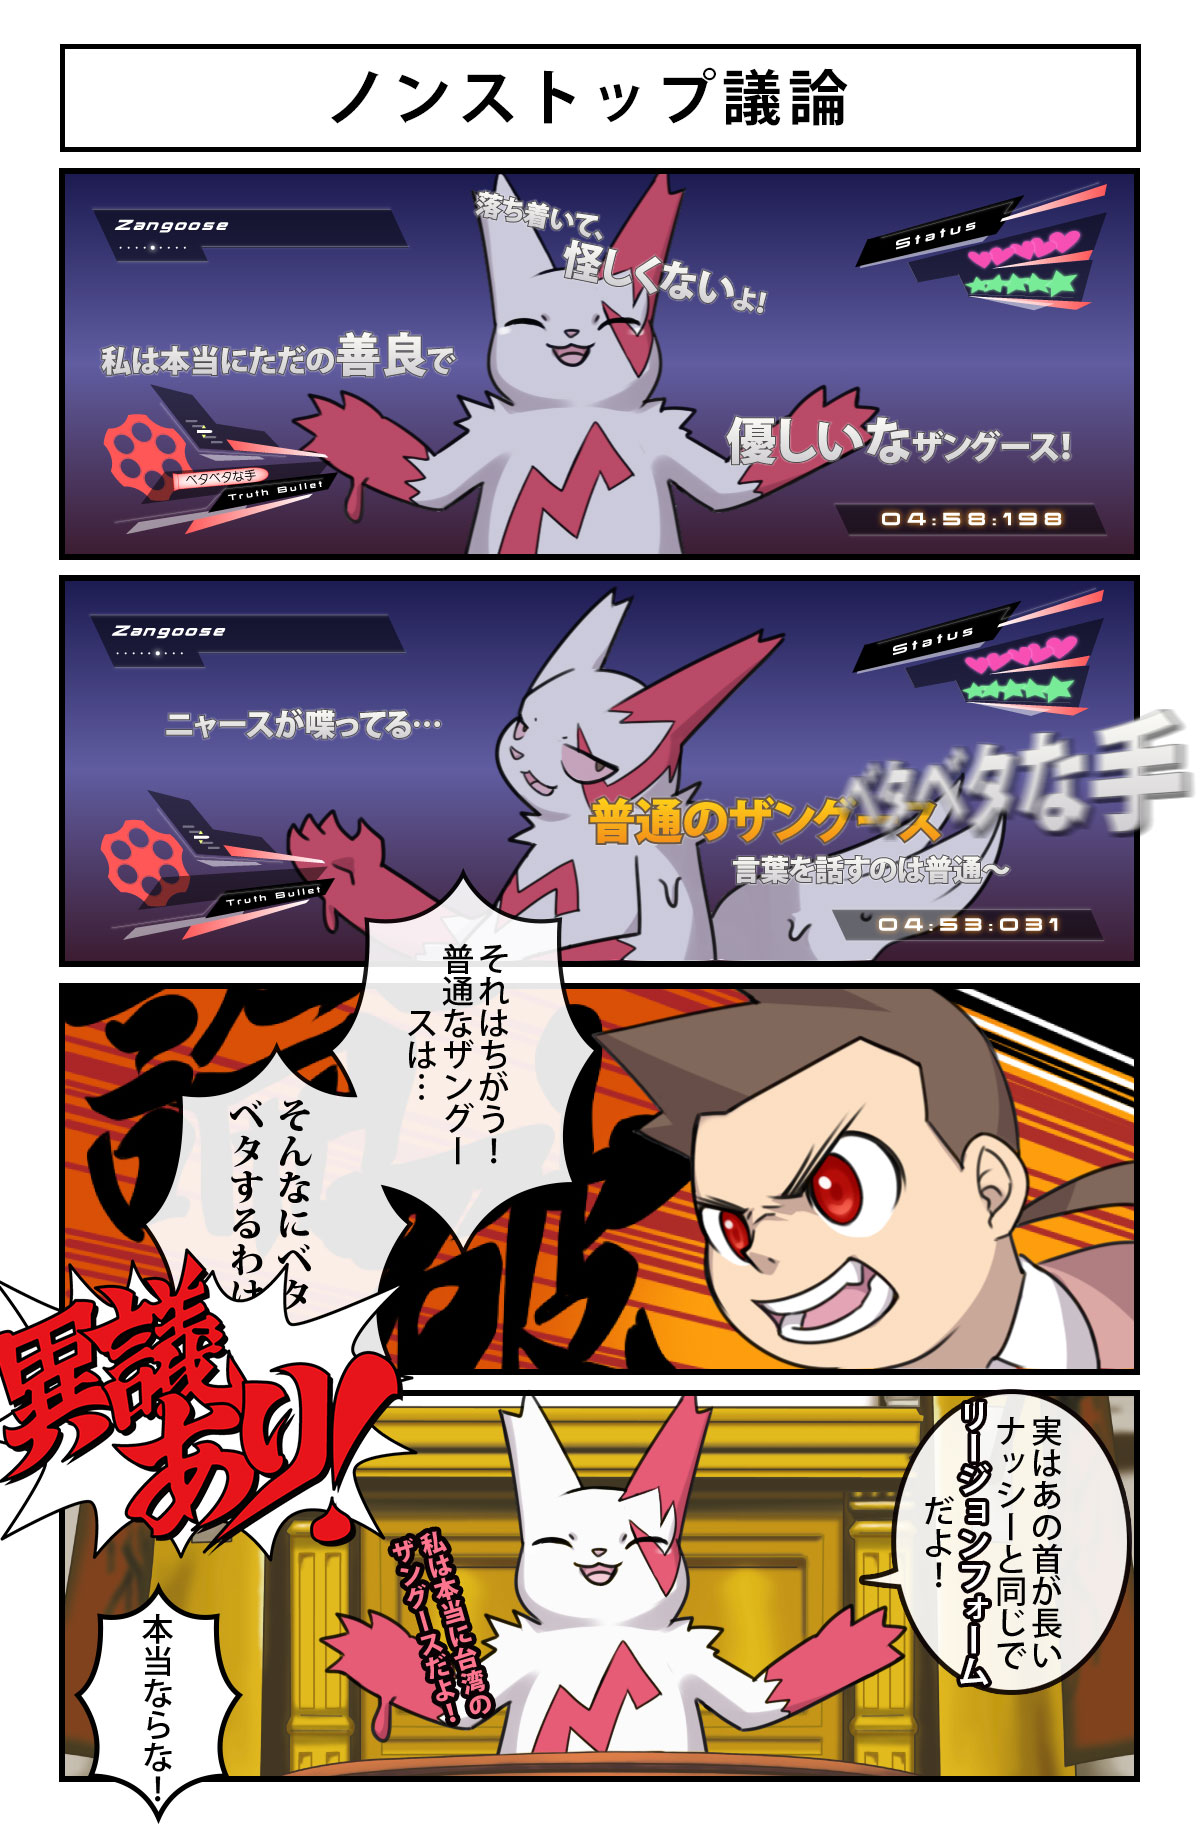 ノンストップ議論
Zangoose
Status
落ち着いて、
怪しくないよ!
私は本当にただの善良で
優しいなザングース!
ベタベタな手
Truth Bullet
04:58:198
Zangoose
Status
ニャースが喋ってる…
ベタベタな手
普通のザングース
言葉を話すのは普通〜
Truth Bullet
04:53:031
それはちがう!
普通なザングー
スは…
そんなにベタ
ベタするわけ
異議
あり!
実はあの首が長い
ナッシーと同じで
リージョンフォーム
だよ!
私は本当に台湾の
ザングースだよ!
本当ならな!